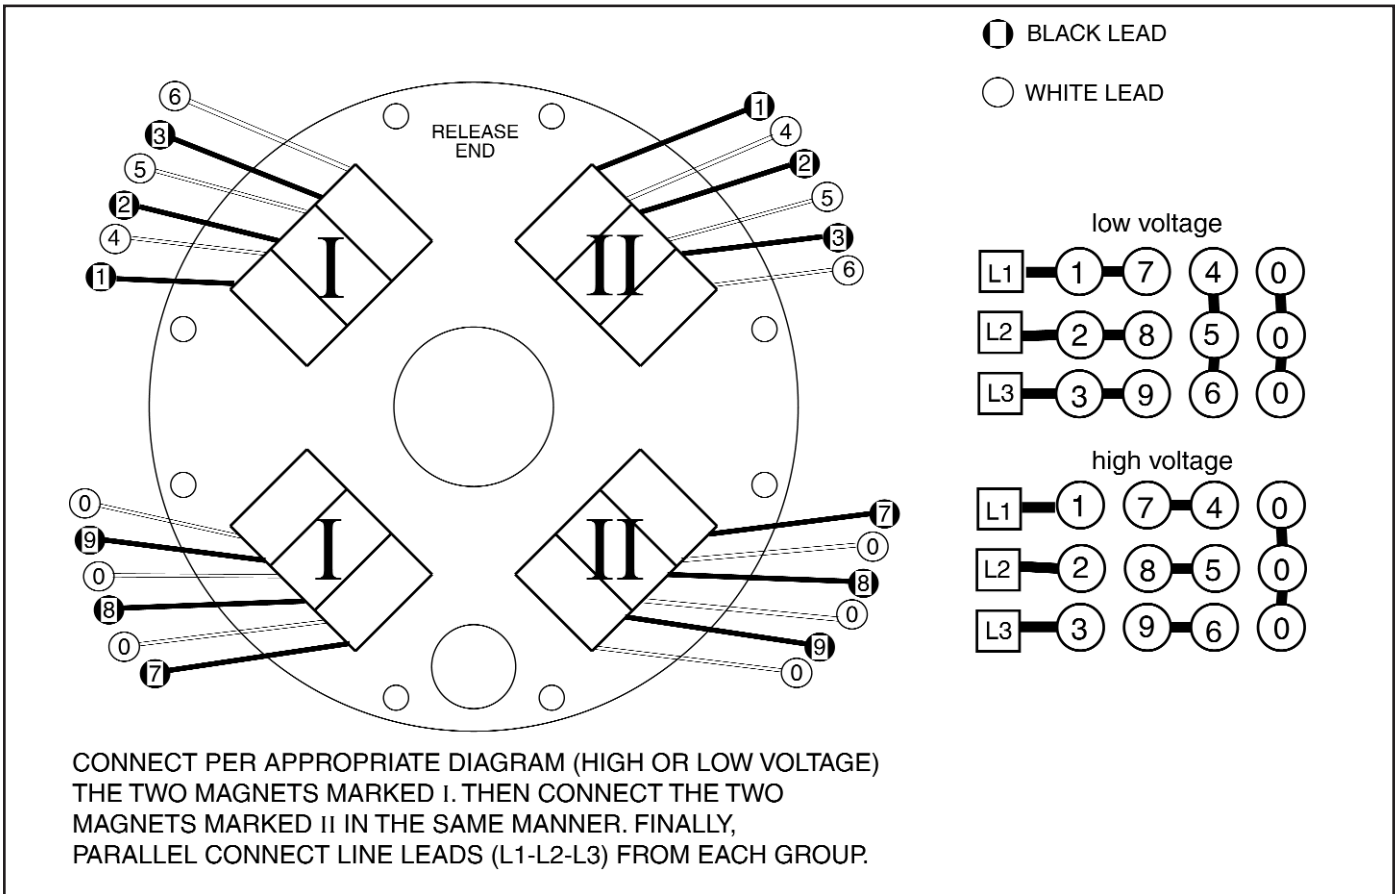 BLACK LEAD
WHITE LEAD
RELEASE
END
6
3
5
2
4
1
I
1
4
2
5
3
6
II
0
9
0
8
0
7
I
7
0
8
0
9
0
II
low voltage
L1 1 7 4 0
L2 2 8 5 0
L3 3 9 6 0
high voltage
L1 1 7 4 0
L2 2 8 5 0
L3 3 9 6 0
CONNECT PER APPROPRIATE DIAGRAM (HIGH OR LOW VOLTAGE)
THE TWO MAGNETS MARKED I. THEN CONNECT THE TWO
MAGNETS MARKED II IN THE SAME MANNER. FINALLY,
PARALLEL CONNECT LINE LEADS (L1-L2-L3) FROM EACH GROUP.